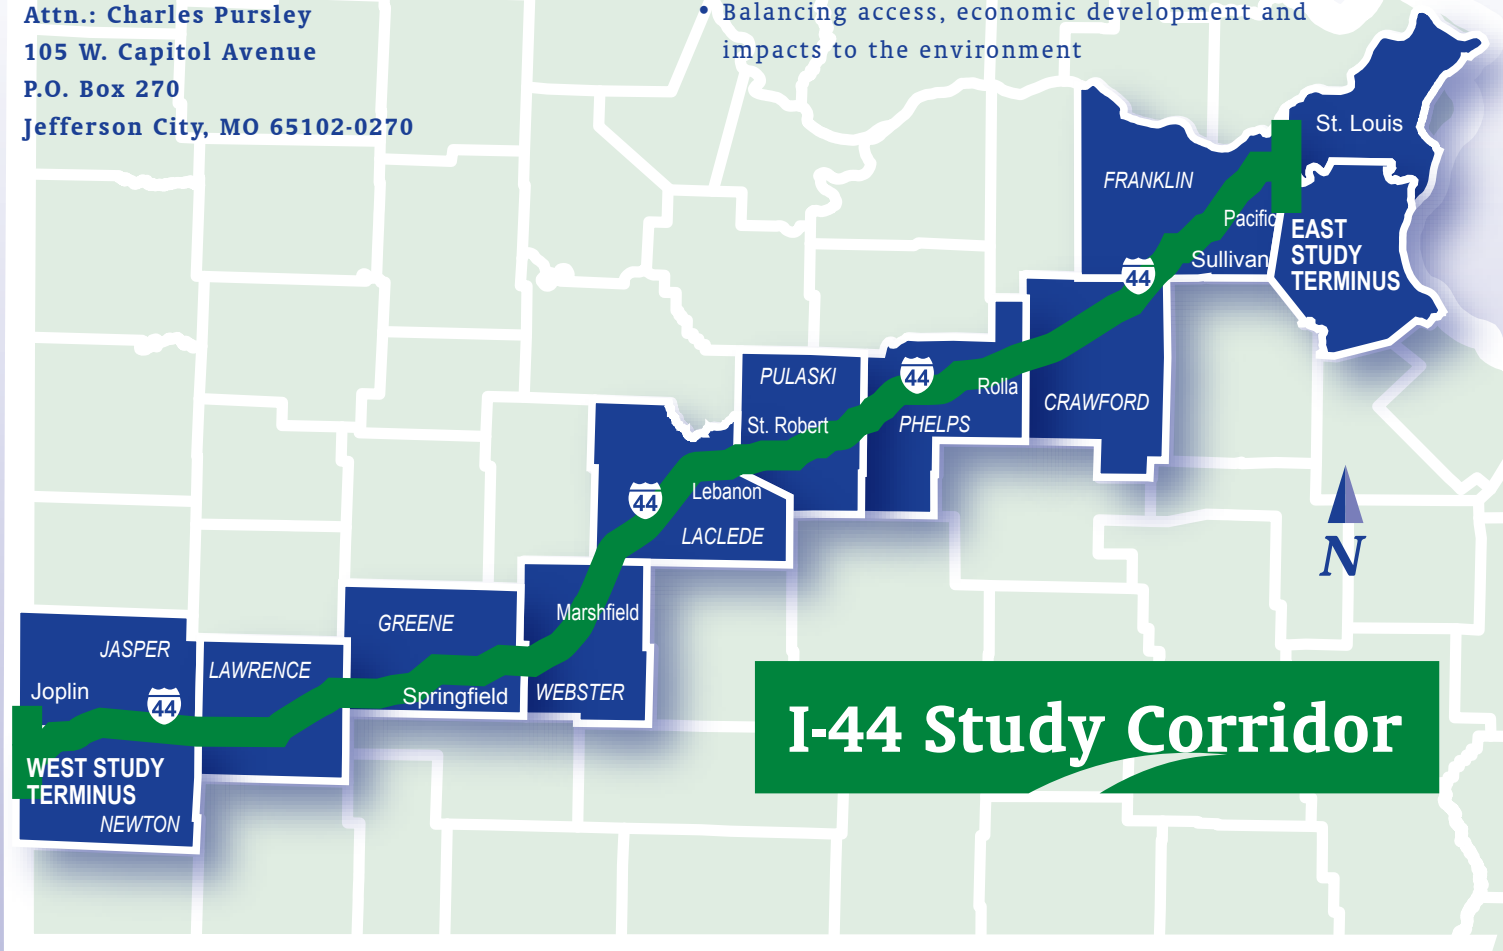 Attn.: Charles Pursley
105 W. Capitol Avenue
P.O. Box 270
Jefferson City, MO 65102-0270
• Balancing access, economic development and
impacts to the environment
St. Louis
FRANKLIN
Pacific
Sullivan
EAST
STUDY
TERMINUS
44
PULASKI
44
Rolla
CRAWFORD
St. Robert
PHELPS
44
Lebanon
LACLEDE
N
Marshfield
GREENE
JASPER
LAWRENCE
Joplin
44
Springfield
WEBSTER
WEST STUDY
TERMINUS
NEWTON
I-44 Study Corridor